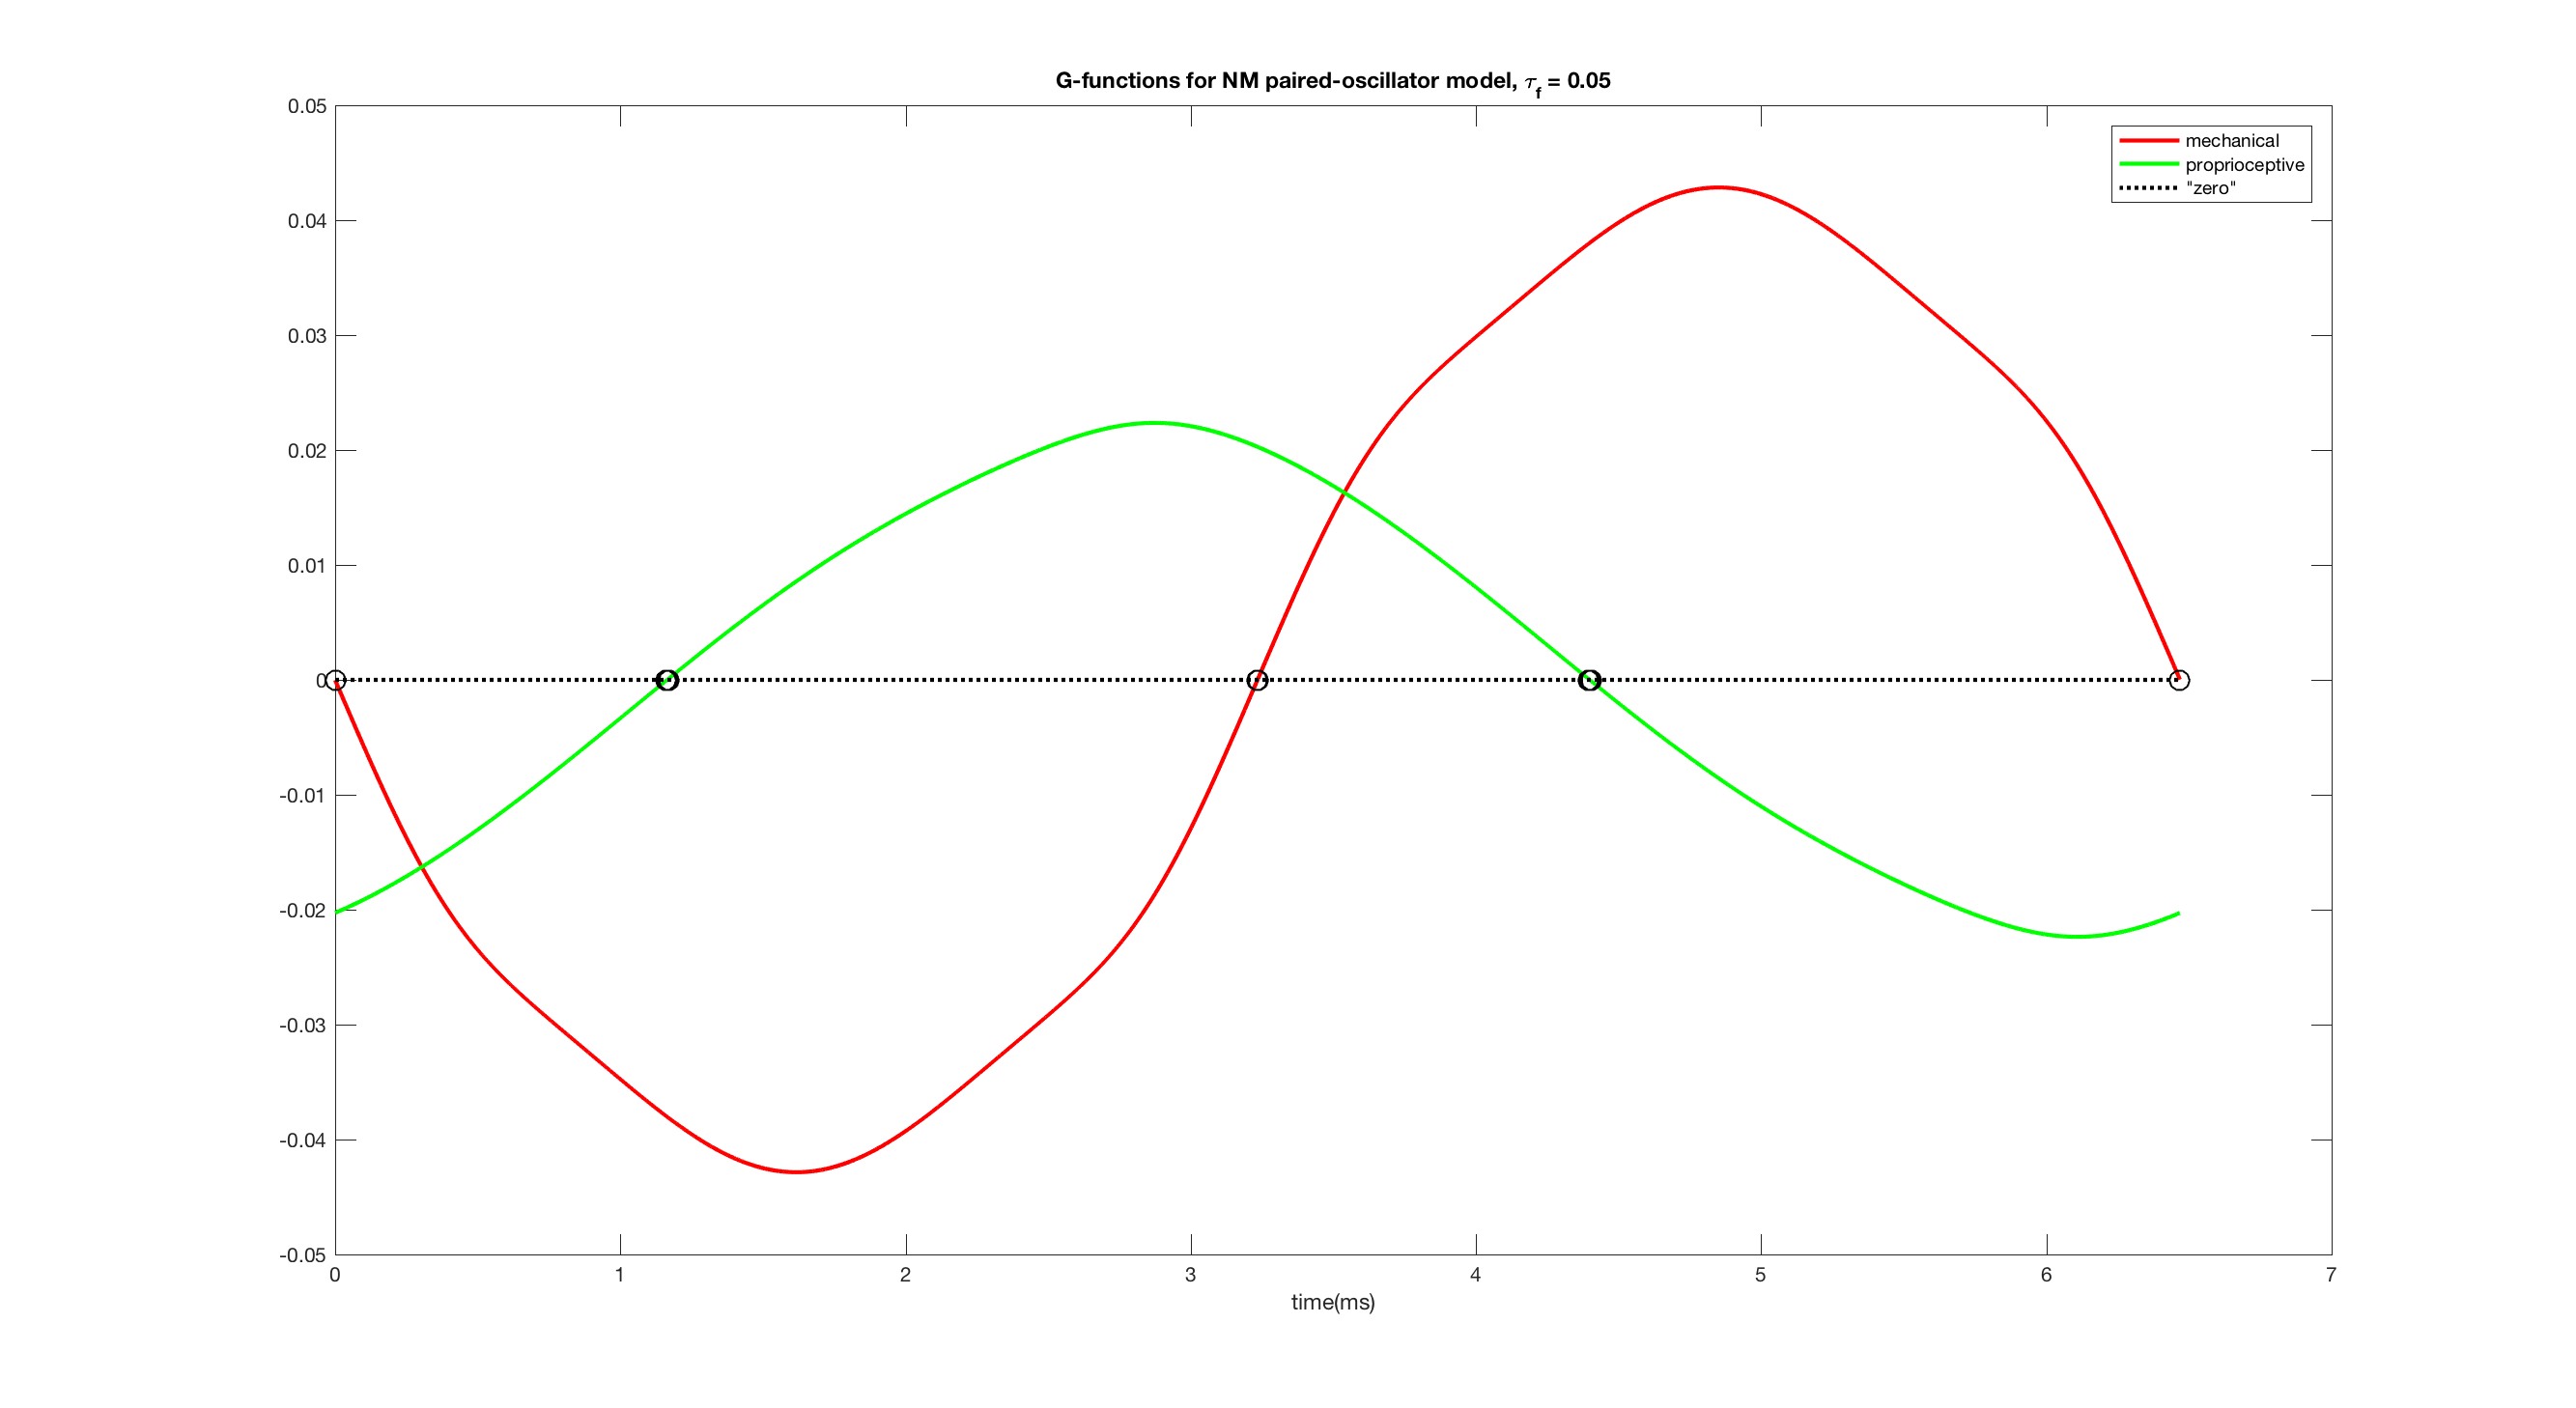 G-functions for NM paired-oscillator model, τf = 0.05
0.05
0.04
0.03
0.02
0.01
0
-0.01
-0.02
-0.03
-0.04
-0.05
mechanical
proprioceptive
"zero"
0 1 2 3 4 5 6 7
time(ms)